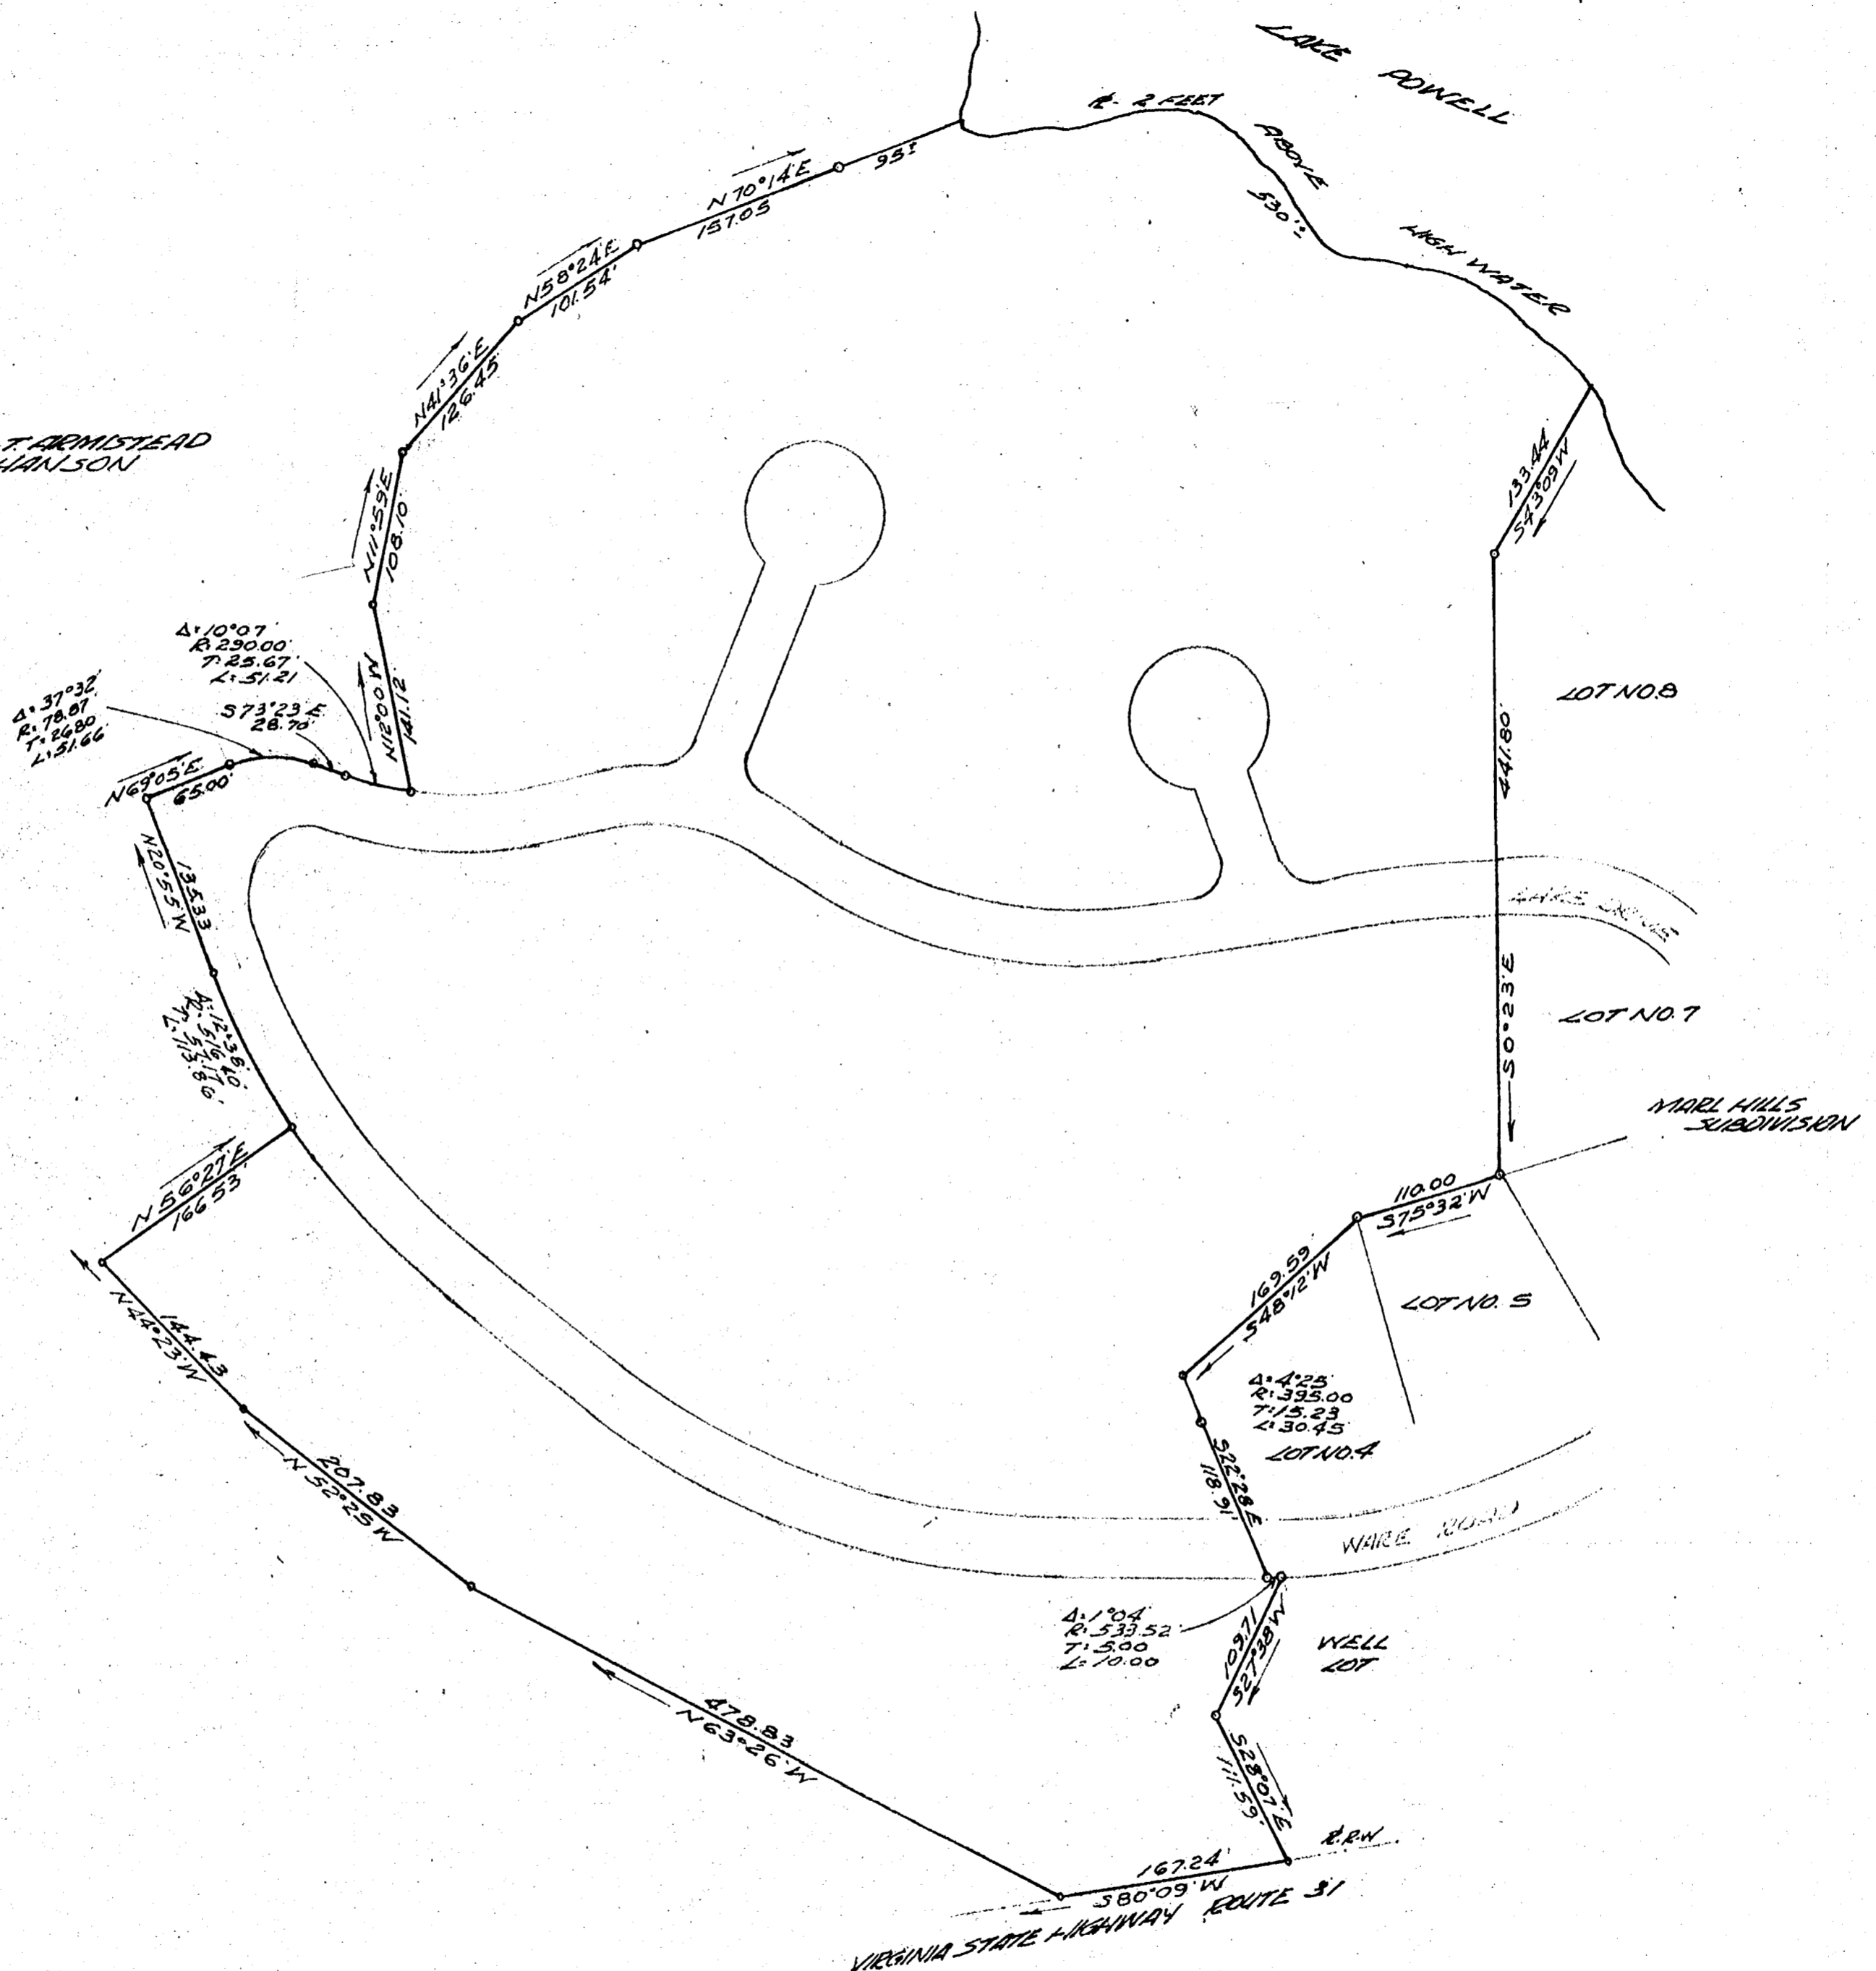 LAKE POWELL
℄ - 2 FEET ABOVE HIGH WATER
530'±
95±
N70°14'E
157.05
N58°24'E
101.54'
N41°36'E
126.45
T. ARMISTEAD
HANSON
N11°59'E
108.10'
N12°00'W
141.12
Δ=10°07'
R=290.00'
T=25.67'
L=51.21
S73°23'E
28.70'
Δ=37°32'
R=78.87'
T=26.80
L=51.66'
N69°05'E
65.00'
N20°55'W
135.33
Δ=12°38'
R=516.40'
T=57.17'
L=113.86'
N56°27'E
166.53
144.43
N44°23'W
207.83
N52°25'W
478.83
N63°26'W
133.44
S43°09'W
LOT NO.8
441.80'
S0°23'E
LAKE DRIVE
LOT NO.7
MARL HILLS
SUBDIVISION
110.00
S75°32'W
169.59'
S48°12'W
LOT NO. 5
Δ=4°25'
R=395.00
T=15.23
L=30.45'
LOT NO.4
S22°28'E
118.91'
WARE ROAD
Δ=1°04'
R=533.52'
T=5.00
L=10.00
109.71
S27°38'W
WELL
LOT
S28°07'E
111.59'
℄.R.W.
167.24'
S80°09'W
VIRGINIA STATE HIGHWAY ROUTE 31